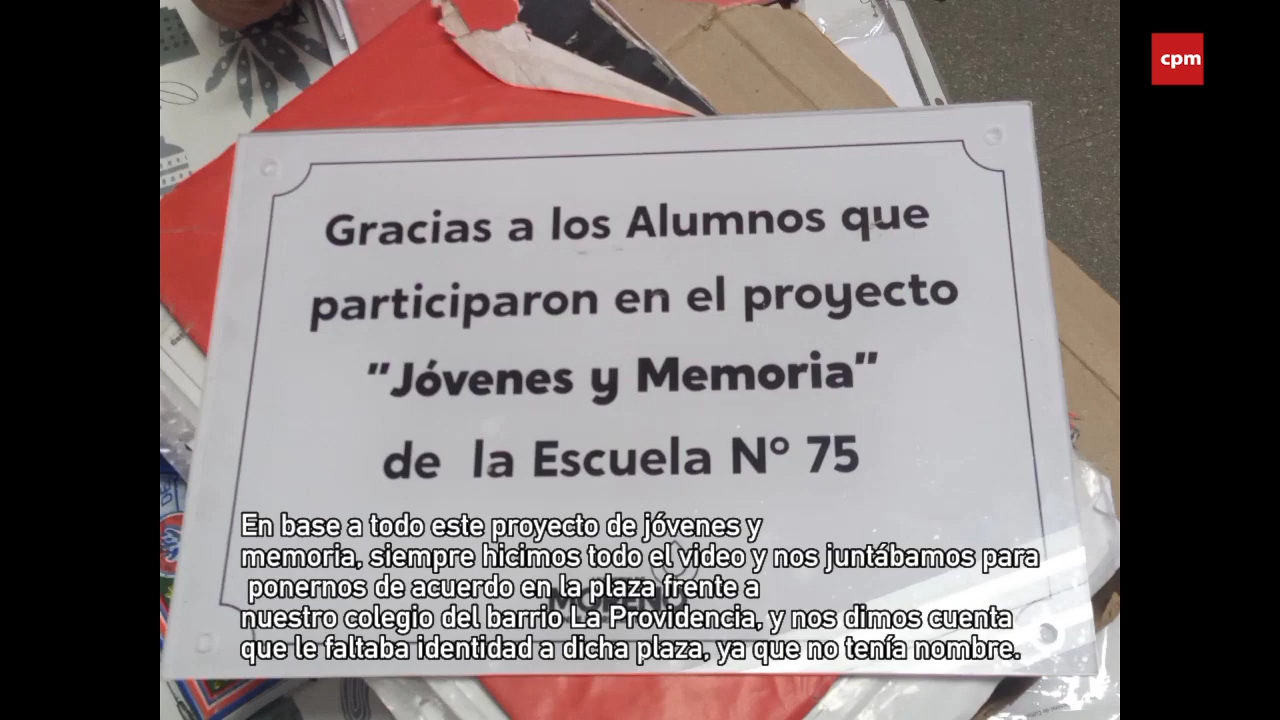 cpm
Gracias a los Alumnos que
participaron en el proyecto
"Jóvenes y Memoria"
de la Escuela Nº 75
MORENO
En base a todo este proyecto de jóvenes y
memoria, siempre hicimos todo el video y nos juntábamos para
ponernos de acuerdo en la plaza frente a
nuestro colegio del barrio La Providencia, y nos dimos cuenta
que le faltaba identidad a dicha plaza, ya que no tenía nombre.